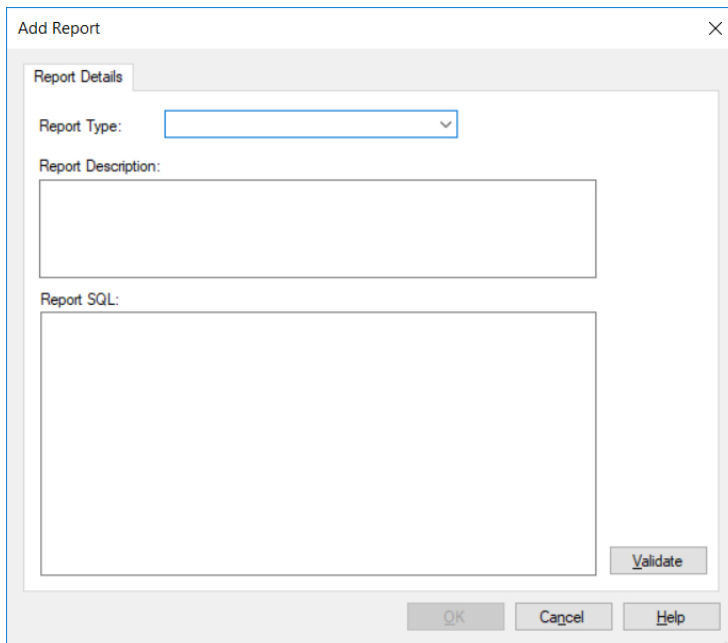 Add Report
Report Details
Report Type:
Report Description:
Report SQL:
Validate
OK
Cancel
Help